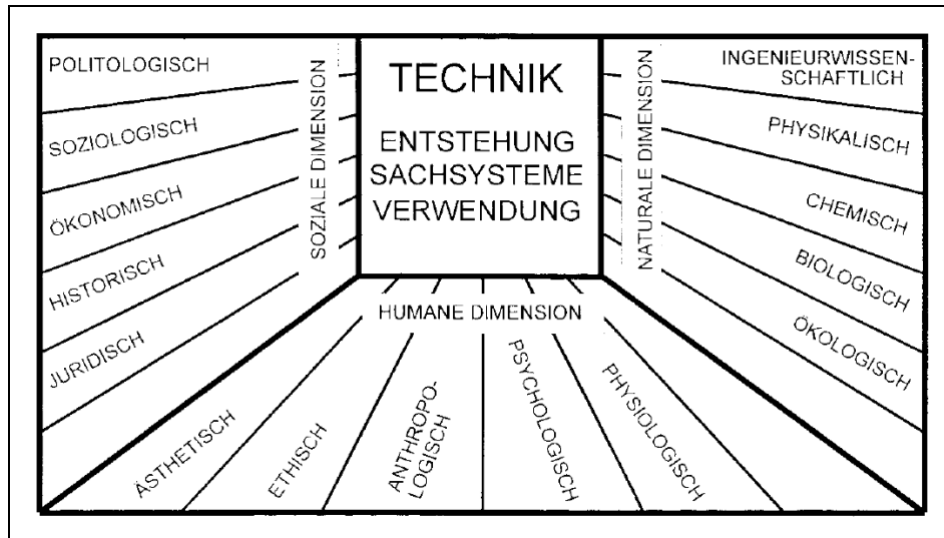 POLITOLOGISCH
SOZIOLOGISCH
ÖKONOMISCH
HISTORISCH
JURIDISCH
SOZIALE DIMENSION
TECHNIK
ENTSTEHUNG
SACHSYSTEME
VERWENDUNG
NATURALE DIMENSION
INGENIEURWISSEN-
SCHAFTLICH
PHYSIKALISCH
CHEMISCH
BIOLOGISCH
ÖKOLOGISCH
HUMANE DIMENSION
ÄSTHETISCH
ETHISCH
ANTHROPO-
LOGISCH
PSYCHOLOGISCH
PHYSIOLOGISCH